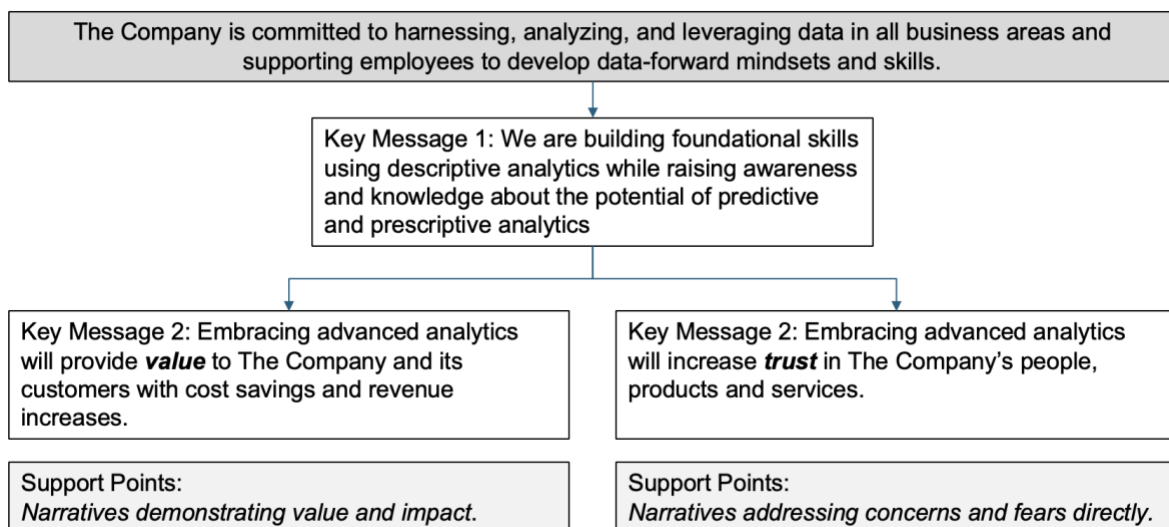 The Company is committed to harnessing, analyzing, and leveraging data in all business areas and
supporting employees to develop data-forward mindsets and skills.
Key Message 1: We are building foundational skills
using descriptive analytics while raising awareness
and knowledge about the potential of predictive
and prescriptive analytics
Key Message 2: Embracing advanced analytics
will provide value to The Company and its
customers with cost savings and revenue
increases.
Key Message 2: Embracing advanced analytics
will increase trust in The Company's people,
products and services.
Support Points:
Narratives demonstrating value and impact.
Support Points:
Narratives addressing concerns and fears directly.